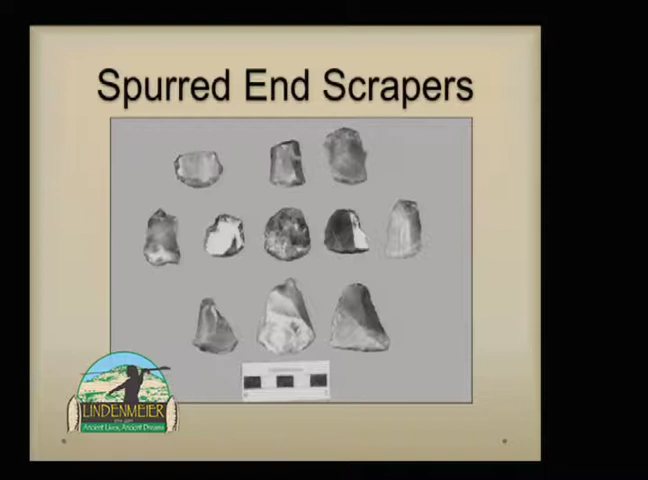 Spurred End Scrapers
LINDENMEIER
Ancient Lives, Ancient Dreams